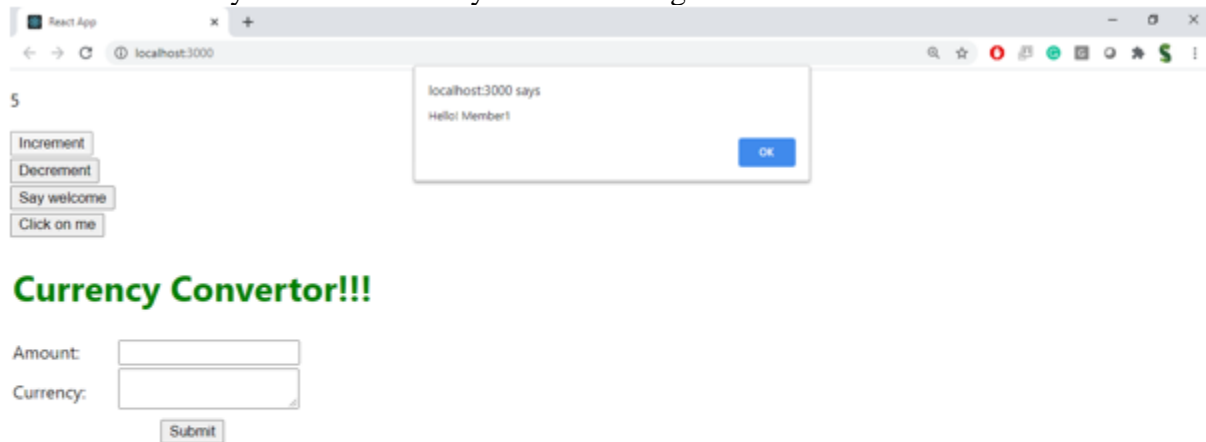 React App
localhost:3000
5
localhost:3000 says
Hello! Member1
OK
Increment
Decrement
Say welcome
Click on me
Currency Convertor!!!
Amount:
Currency:
Submit